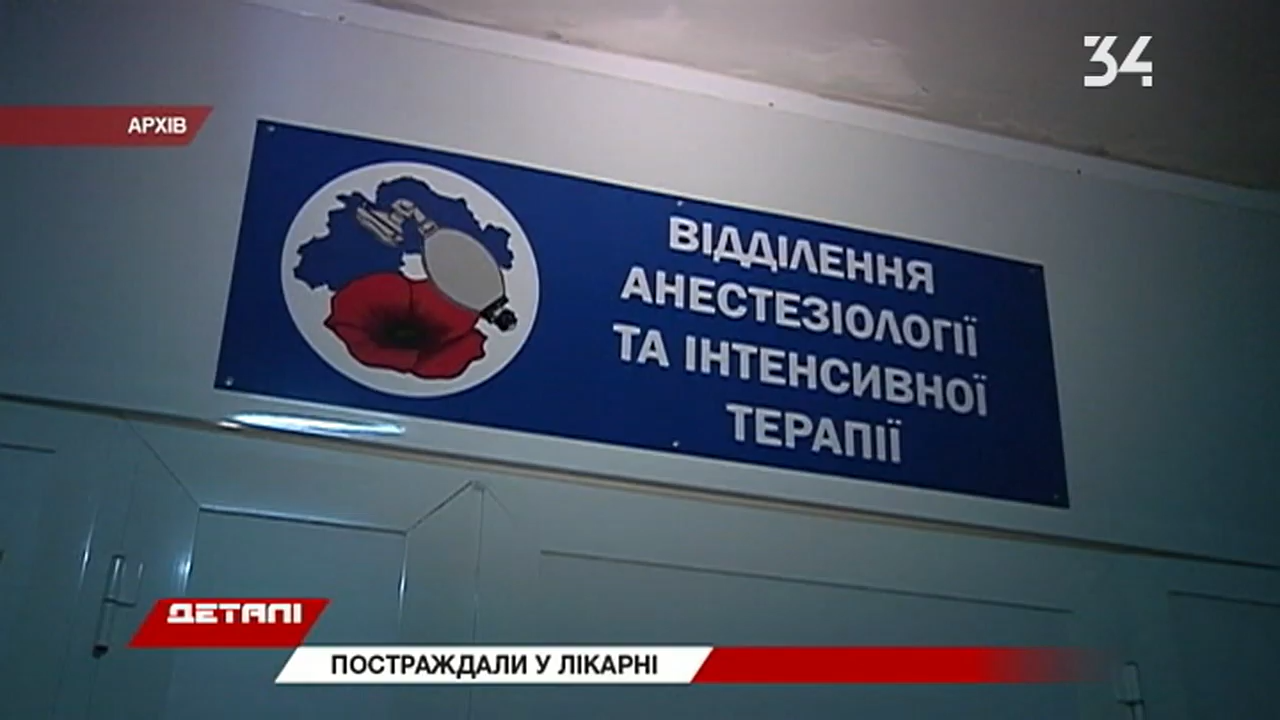 34
АРХІВ
ВІДДІЛЕННЯ
АНЕСТЕЗІОЛОГІЇ
ТА ІНТЕНСИВНОЇ
ТЕРАПІЇ
ДЕТАЛІ
ПОСТРАЖДАЛИ У ЛІКАРНІ